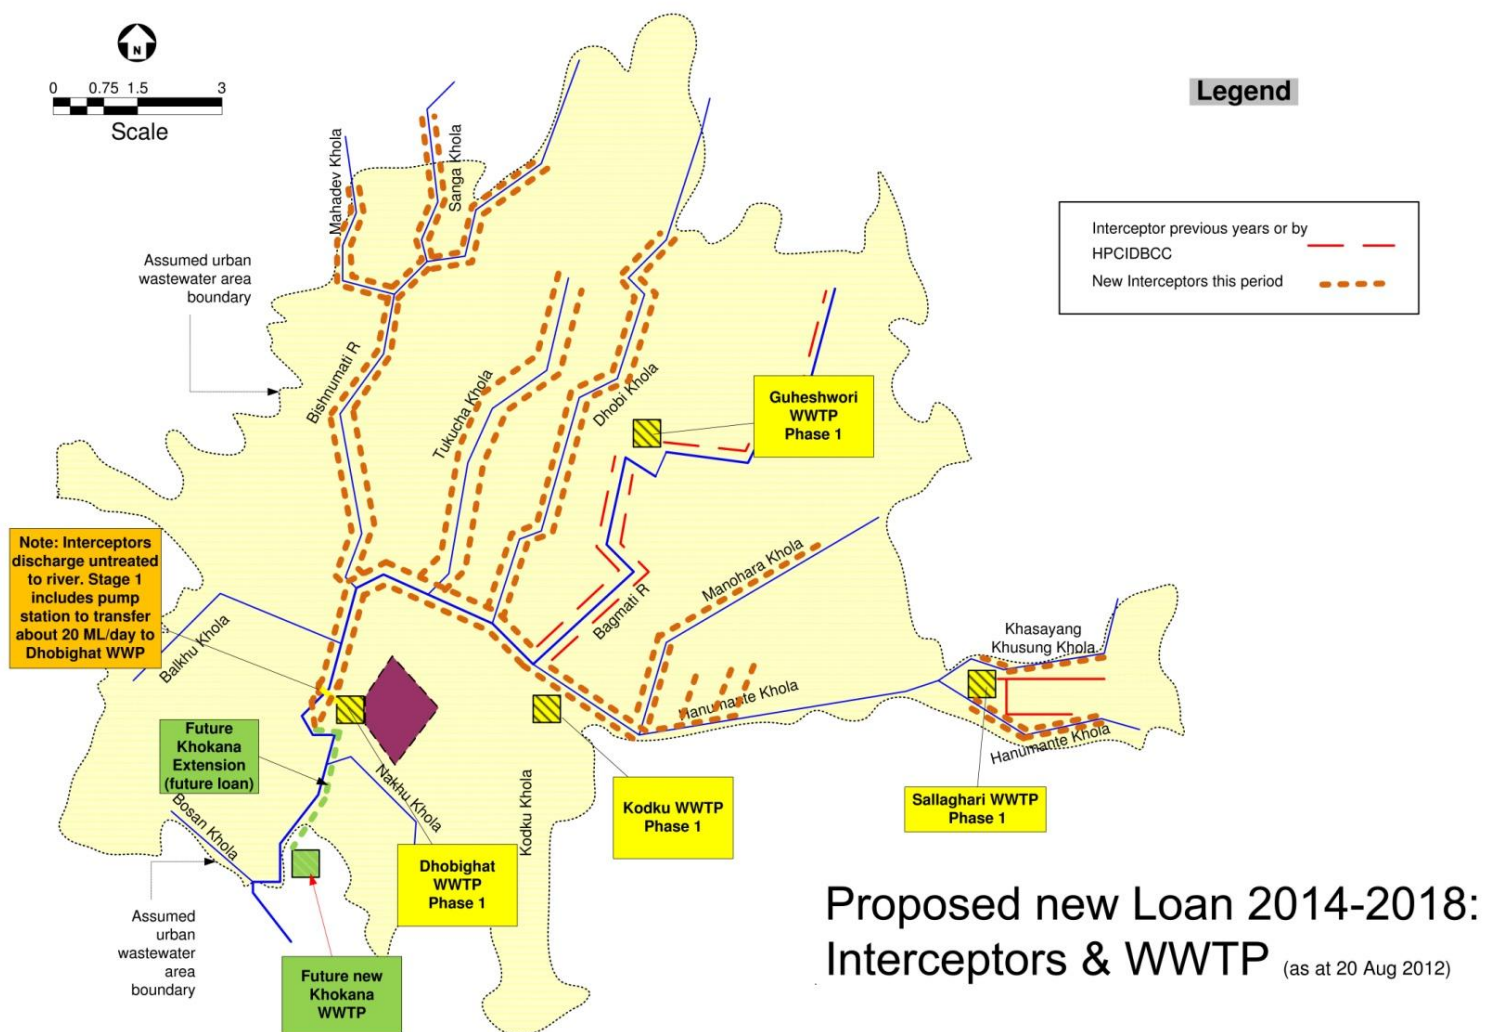 N
0 0.75 1.5 3
Scale
Legend
Interceptor previous years or by
HPCIDBCC
New Interceptors this period
Mahadev Khola
Sanga Khola
Assumed urban
wastewater area
boundary
Bishnumati R
Tukucha Khola
Dhobi Khola
Guheshwori
WWTP
Phase 1
Note: Interceptors
discharge untreated
to river. Stage 1
includes pump
station to transfer
about 20 ML/day to
Dhobighat WWP
Balkhu Khola
Bagmati R
Manohara Khola
Hanumante Khola
Khasayang
Khusung Khola
Hanumante Khola
Future
Khokana
Extension
(future loan)
Nakhu Khola
Kodku Khola
Bosan Khola
Kodku WWTP
Phase 1
Sallaghari WWTP
Phase 1
Dhobighat
WWTP
Phase 1
Assumed
urban
wastewater
area
boundary
Future new
Khokana
WWTP
Proposed new Loan 2014-2018:
Interceptors & WWTP (as at 20 Aug 2012)